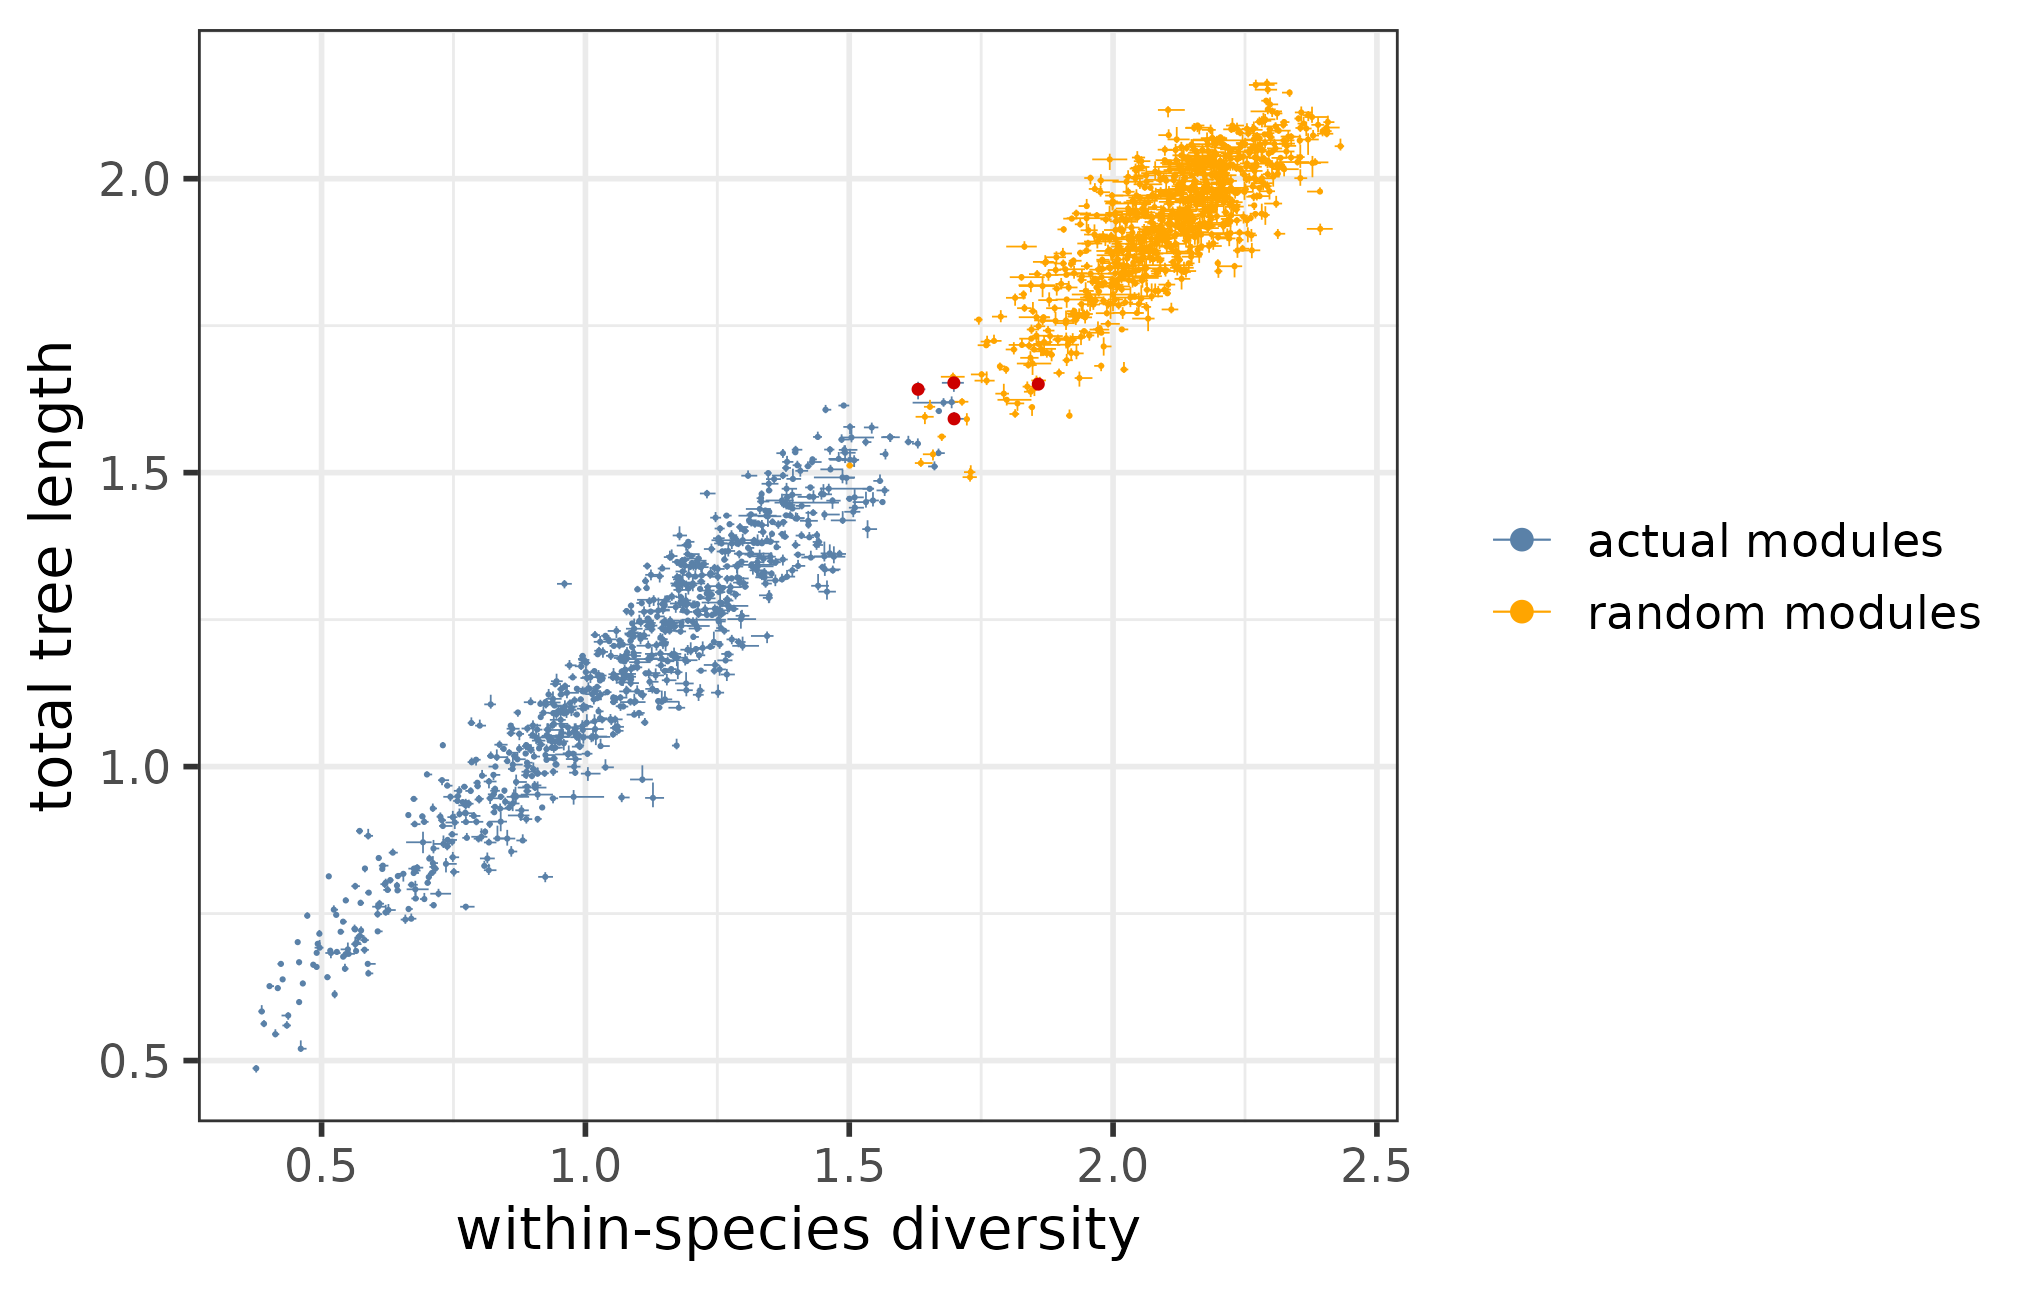 total tree length
2.0
1.5
1.0
0.5
0.5 1.0 1.5 2.0 2.5
within-species diversity
actual modules
random modules